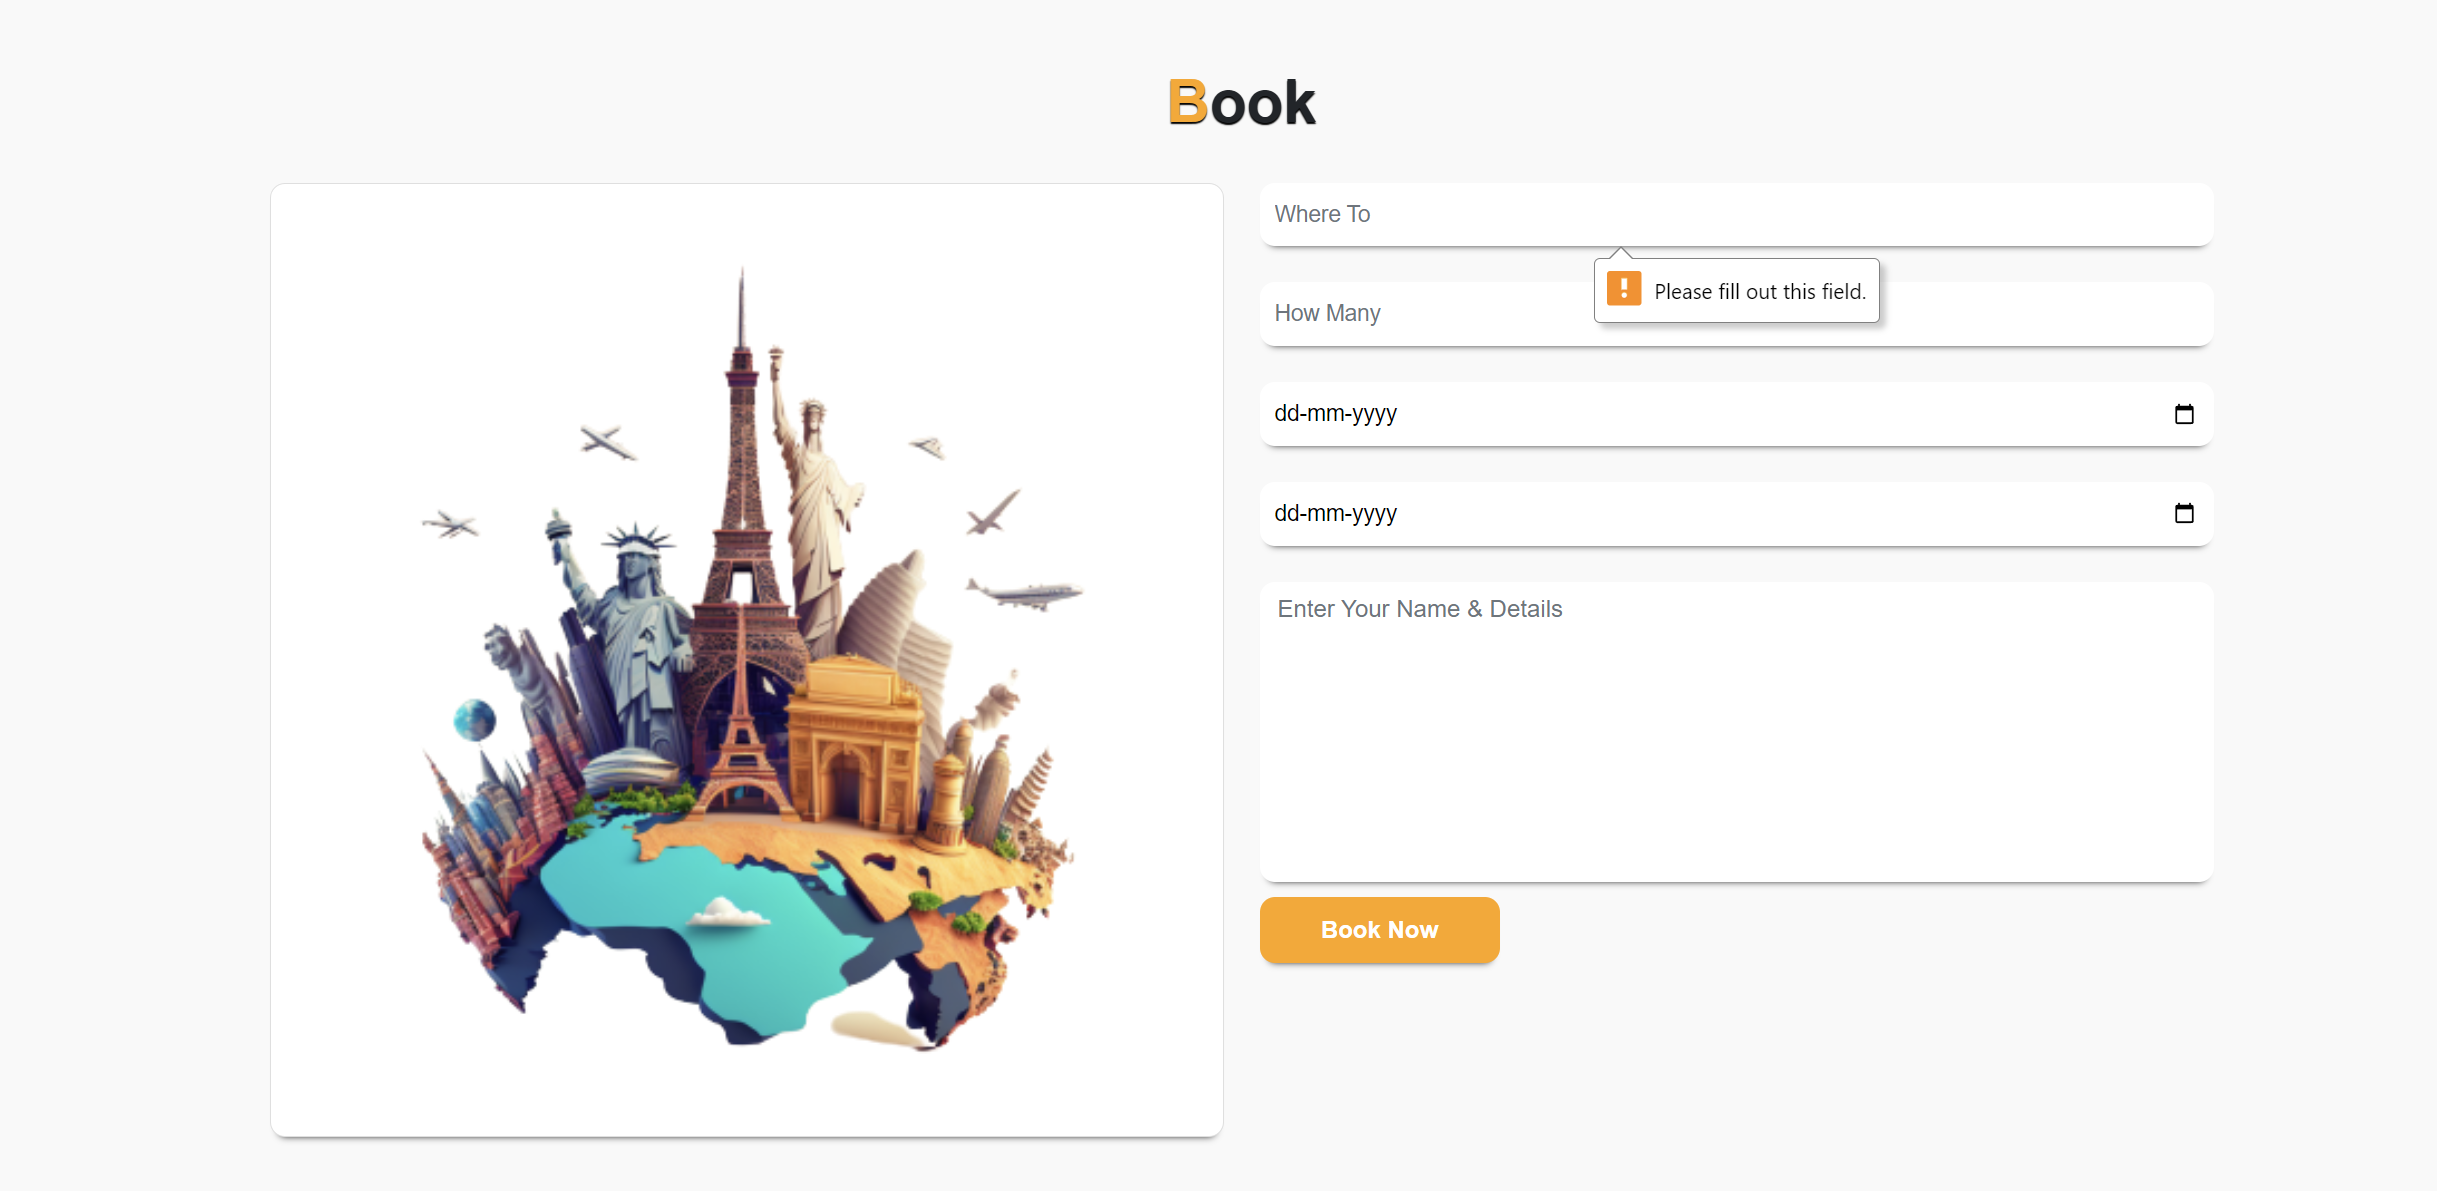 Book
Where To
Please fill out this field.
How Many
dd-mm-yyyy
dd-mm-yyyy
Enter Your Name & Details
Book Now